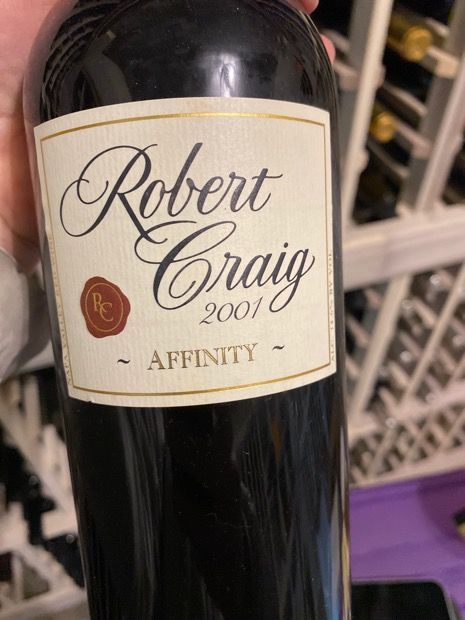 Robert
Craig
2001
RC
~ AFFINITY ~